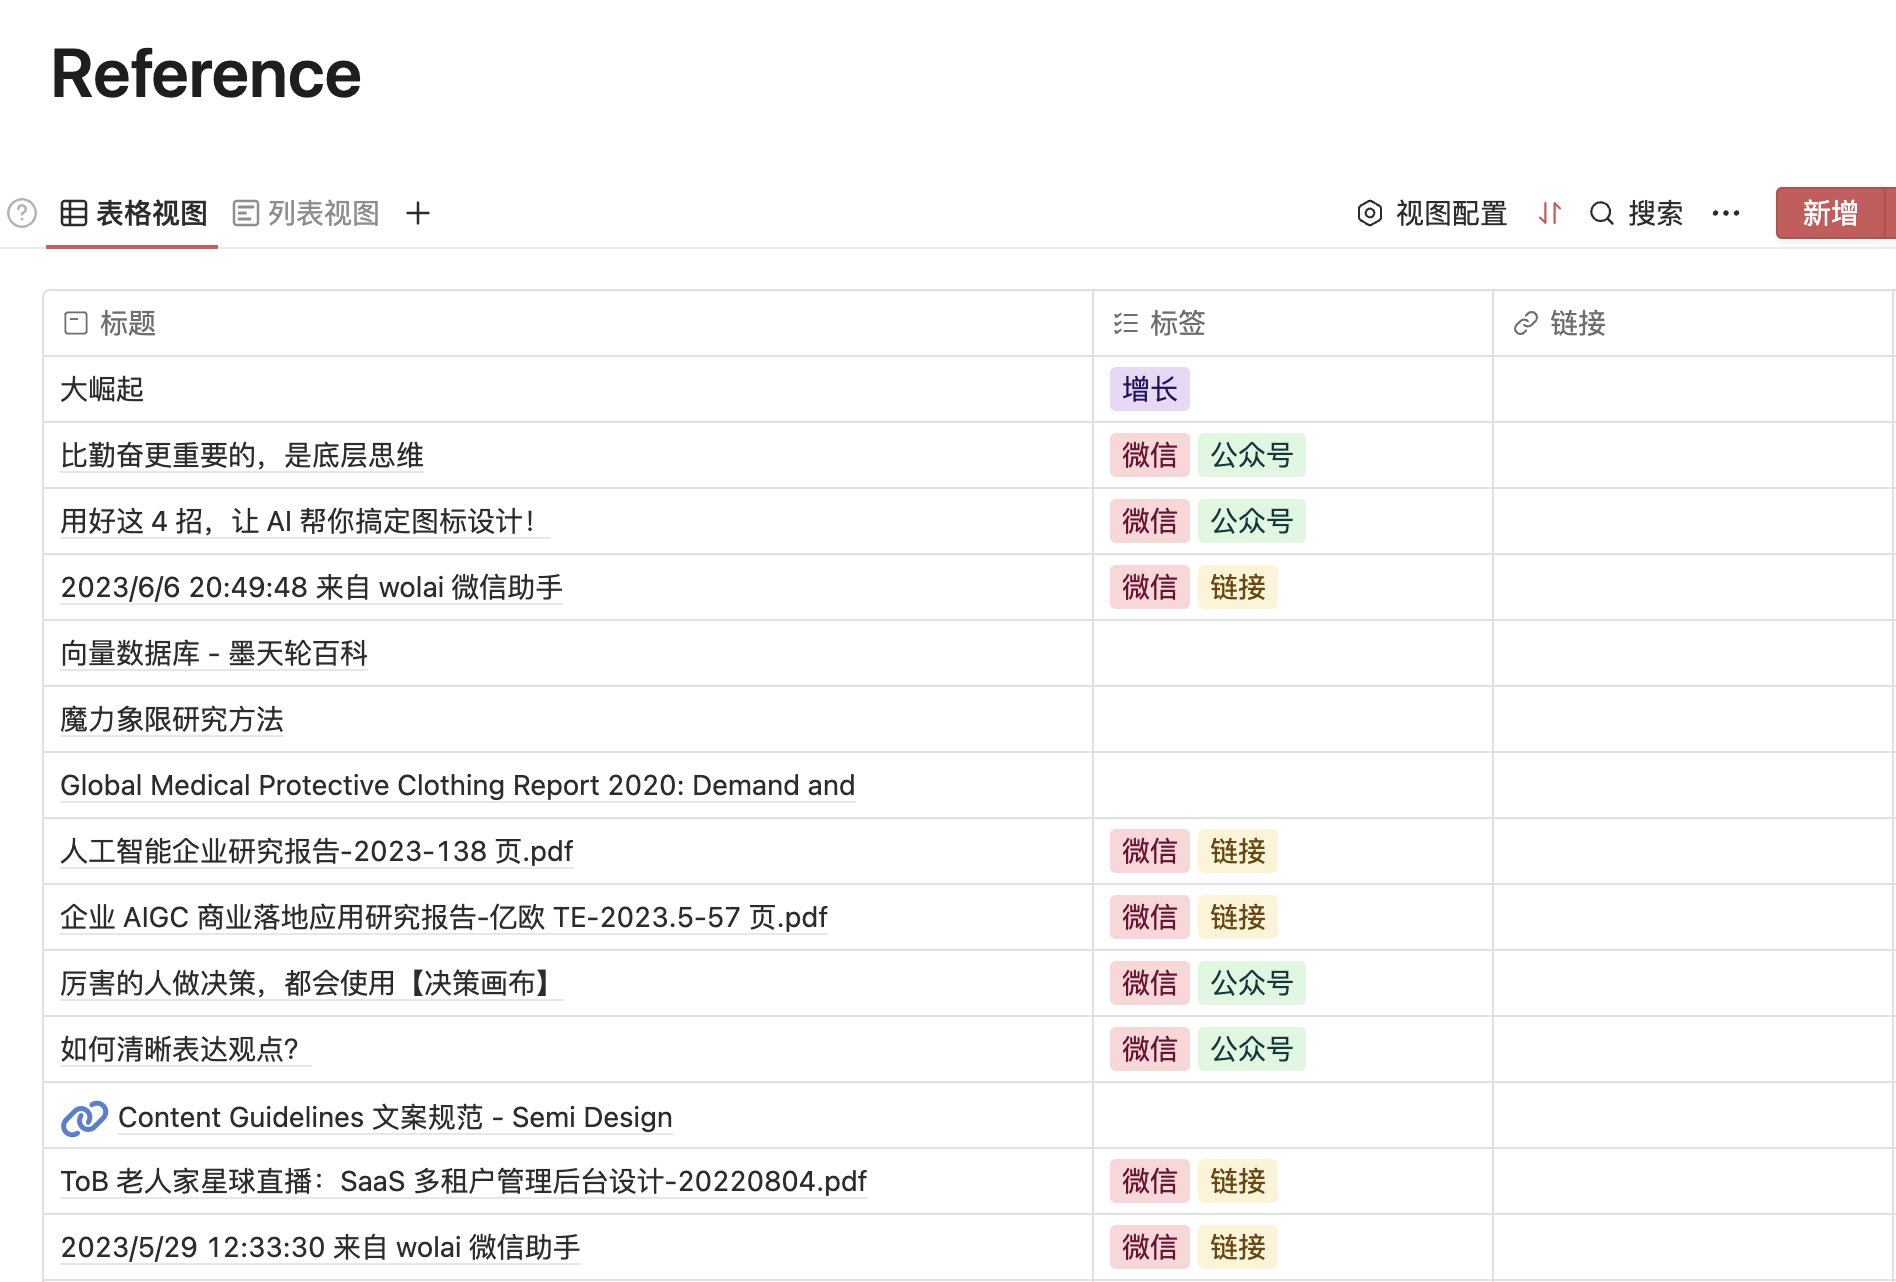 Reference
表格视图 列表视图 视图配置 搜索 新增
标题 标签 链接
大崛起 增长
比勤奋更重要的，是底层思维 微信 公众号
用好这 4 招，让 AI 帮你搞定图标设计！ 微信 公众号
2023/6/6 20:49:48 来自 wolai 微信助手 微信 链接
向量数据库 - 墨天轮百科
魔力象限研究方法
Global Medical Protective Clothing Report 2020: Demand and
人工智能企业研究报告-2023-138 页.pdf 微信 链接
企业 AIGC 商业落地应用研究报告-亿欧 TE-2023.5-57 页.pdf 微信 链接
厉害的人做决策，都会使用【决策画布】 微信 公众号
如何清晰表达观点？ 微信 公众号
Content Guidelines 文案规范 - Semi Design
ToB 老人家星球直播：SaaS 多租户管理后台设计-20220804.pdf 微信 链接
2023/5/29 12:33:30 来自 wolai 微信助手 微信 链接